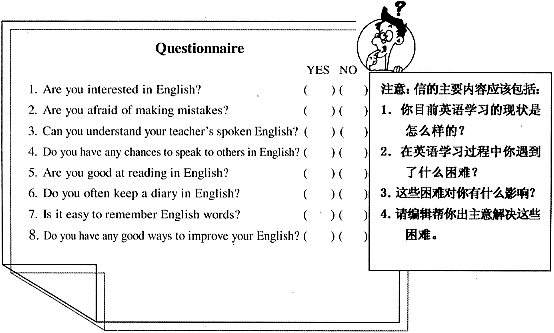 ?
Questionnaire
YES NO
1. Are you interested in English? ( ) ( )
2. Are you afraid of making mistakes? ( ) ( )
3. Can you understand your teacher's spoken English? ( ) ( )
4. Do you have any chances to speak to others in English? ( ) ( )
5. Are you good at reading in English? ( ) ( )
6. Do you often keep a diary in English? ( ) ( )
7. Is it easy to remember English words? ( ) ( )
8. Do you have any good ways to improve your English? ( ) ( )
注意：信的主要内容应该包括：
1．你目前英语学习的现状是
怎么样的？
2．在英语学习过程中你遇到
了什么困难？
3．这些困难对你有什么影响？
4．请编辑帮你出主意解决这些
困难。